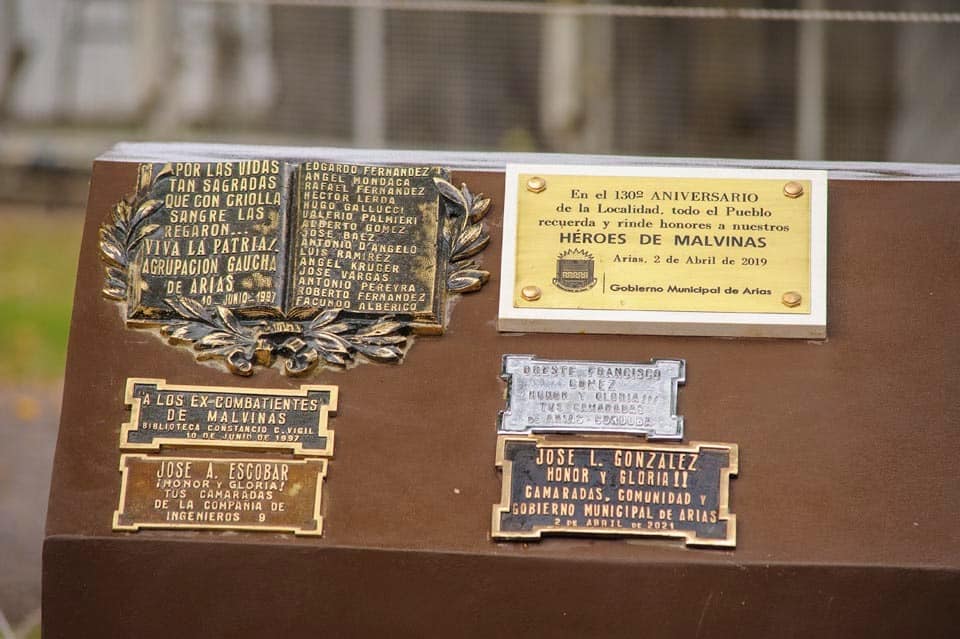 POR LAS VIDAS
TAN SAGRADAS
QUE CON CRIOLLA
SANGRE LAS
REGARON...
VIVA LA PATRIA!
AGRUPACION GAUCHA
DE ARIAS
10 JUNIO 1997
EDGARDO FERNANDEZ
ANGEL MONDACA
RAFAEL FERNANDEZ
HECTOR LERDA
HUGO GALLUCCI
VALERIO PALMIERI
ALBERTO GOMEZ
JOSE BAEZ
ANTONIO D'ANGELO
LUIS RAMIREZ
ANGEL KRUGER
JOSE VARGAS
ANTONIO PEREYRA
ROBERTO FERNANDEZ
FACUNDO ALBERICO
En el 130º ANIVERSARIO
de la Localidad, todo el Pueblo
recuerda y rinde honores a nuestros
HÉROES DE MALVINAS
Arias, 2 de Abril de 2019
Gobierno Municipal de Arias
A LOS EX-COMBATIENTES
DE MALVINAS
BIBLIOTECA CONSTANCIO C. VIGIL
10 DE JUNIO DE 1997
JOSE A. ESCOBAR
¡HONOR Y GLORIA!
TUS CAMARADAS
DE LA COMPAÑIA DE
INGENIEROS 9
ORESTE FRANCISCO
GOMEZ
HONOR Y GLORIA
TUS CAMARADAS
ARIAS CORDOBA
JOSE L. GONZALEZ
HONOR Y GLORIA!!
CAMARADAS, COMUNIDAD Y
GOBIERNO MUNICIPAL DE ARIAS
2 DE ABRIL DE 2021